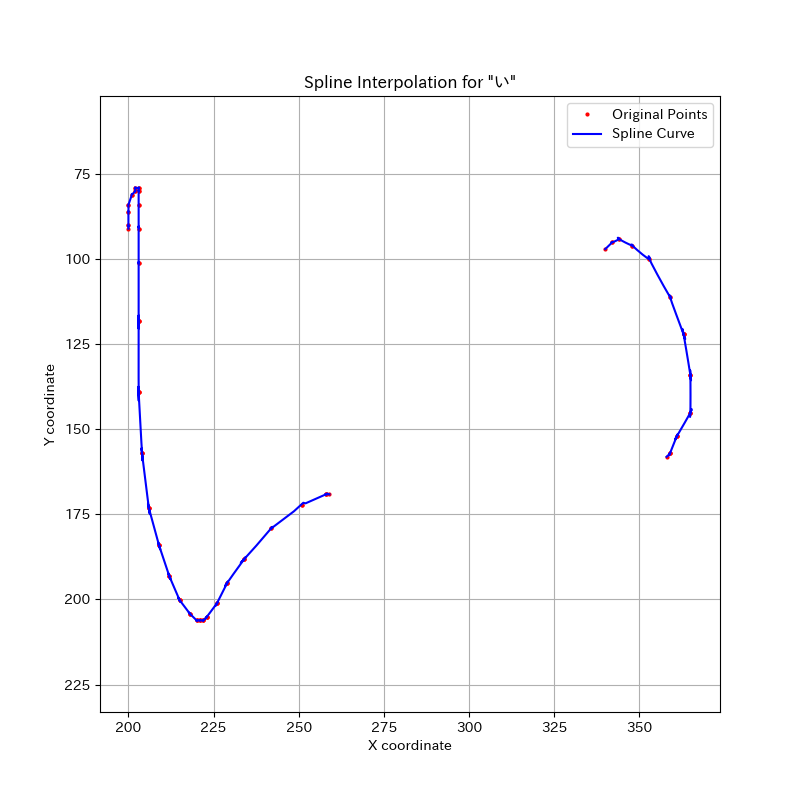 Spline Interpolation for "い"
Original Points
Spline Curve
75
100
125
150
175
200
225
Y coordinate
200 225 250 275 300 325 350
X coordinate